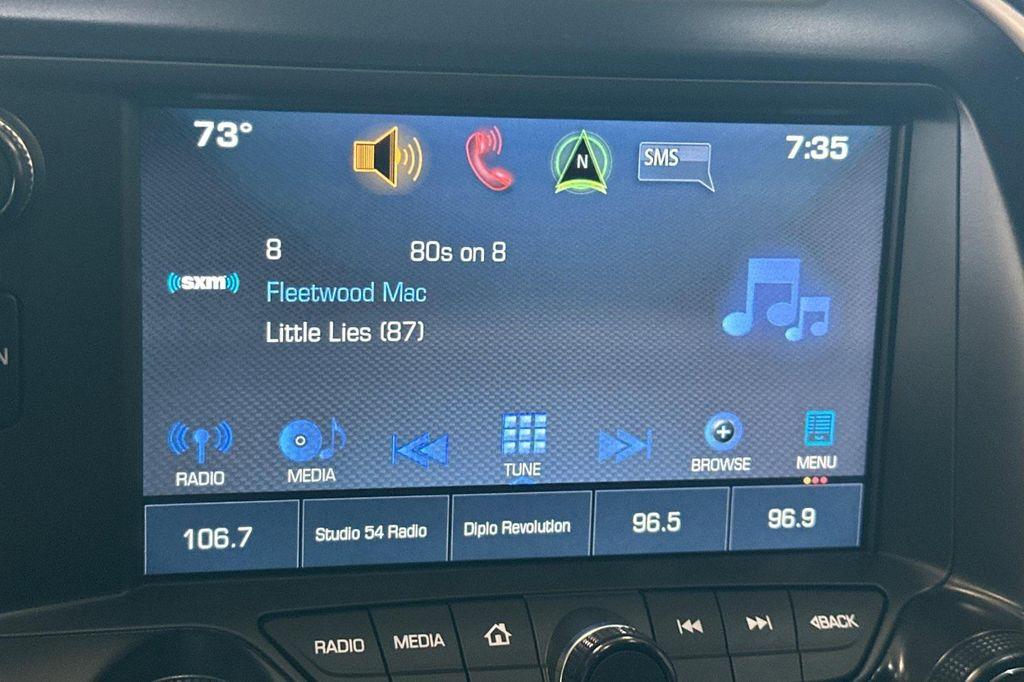 73°
N
SMS
7:35
8
80s on 8
sxm
Fleetwood Mac
Little Lies (87)
RADIO
MEDIA
TUNE
BROWSE
MENU
106.7
Studio 54 Radio
Diplo Revolution
96.5
96.9
N
RADIO
MEDIA
BACK